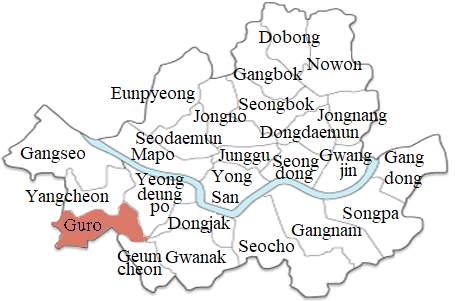 Dobong
Nowon
Gangbok
Eunpyeong
Seongbok
Jongno
Jongnang
Dongdaemun
Seodaemun
Mapo
Junggu
Gangseo
Seong
dong
Gwang
jin
Gang
dong
Yeong
deung
po
Yong
San
Yangcheon
Songpa
Guro
Dongjak
Gangnam
Seocho
Geum
cheon
Gwanak